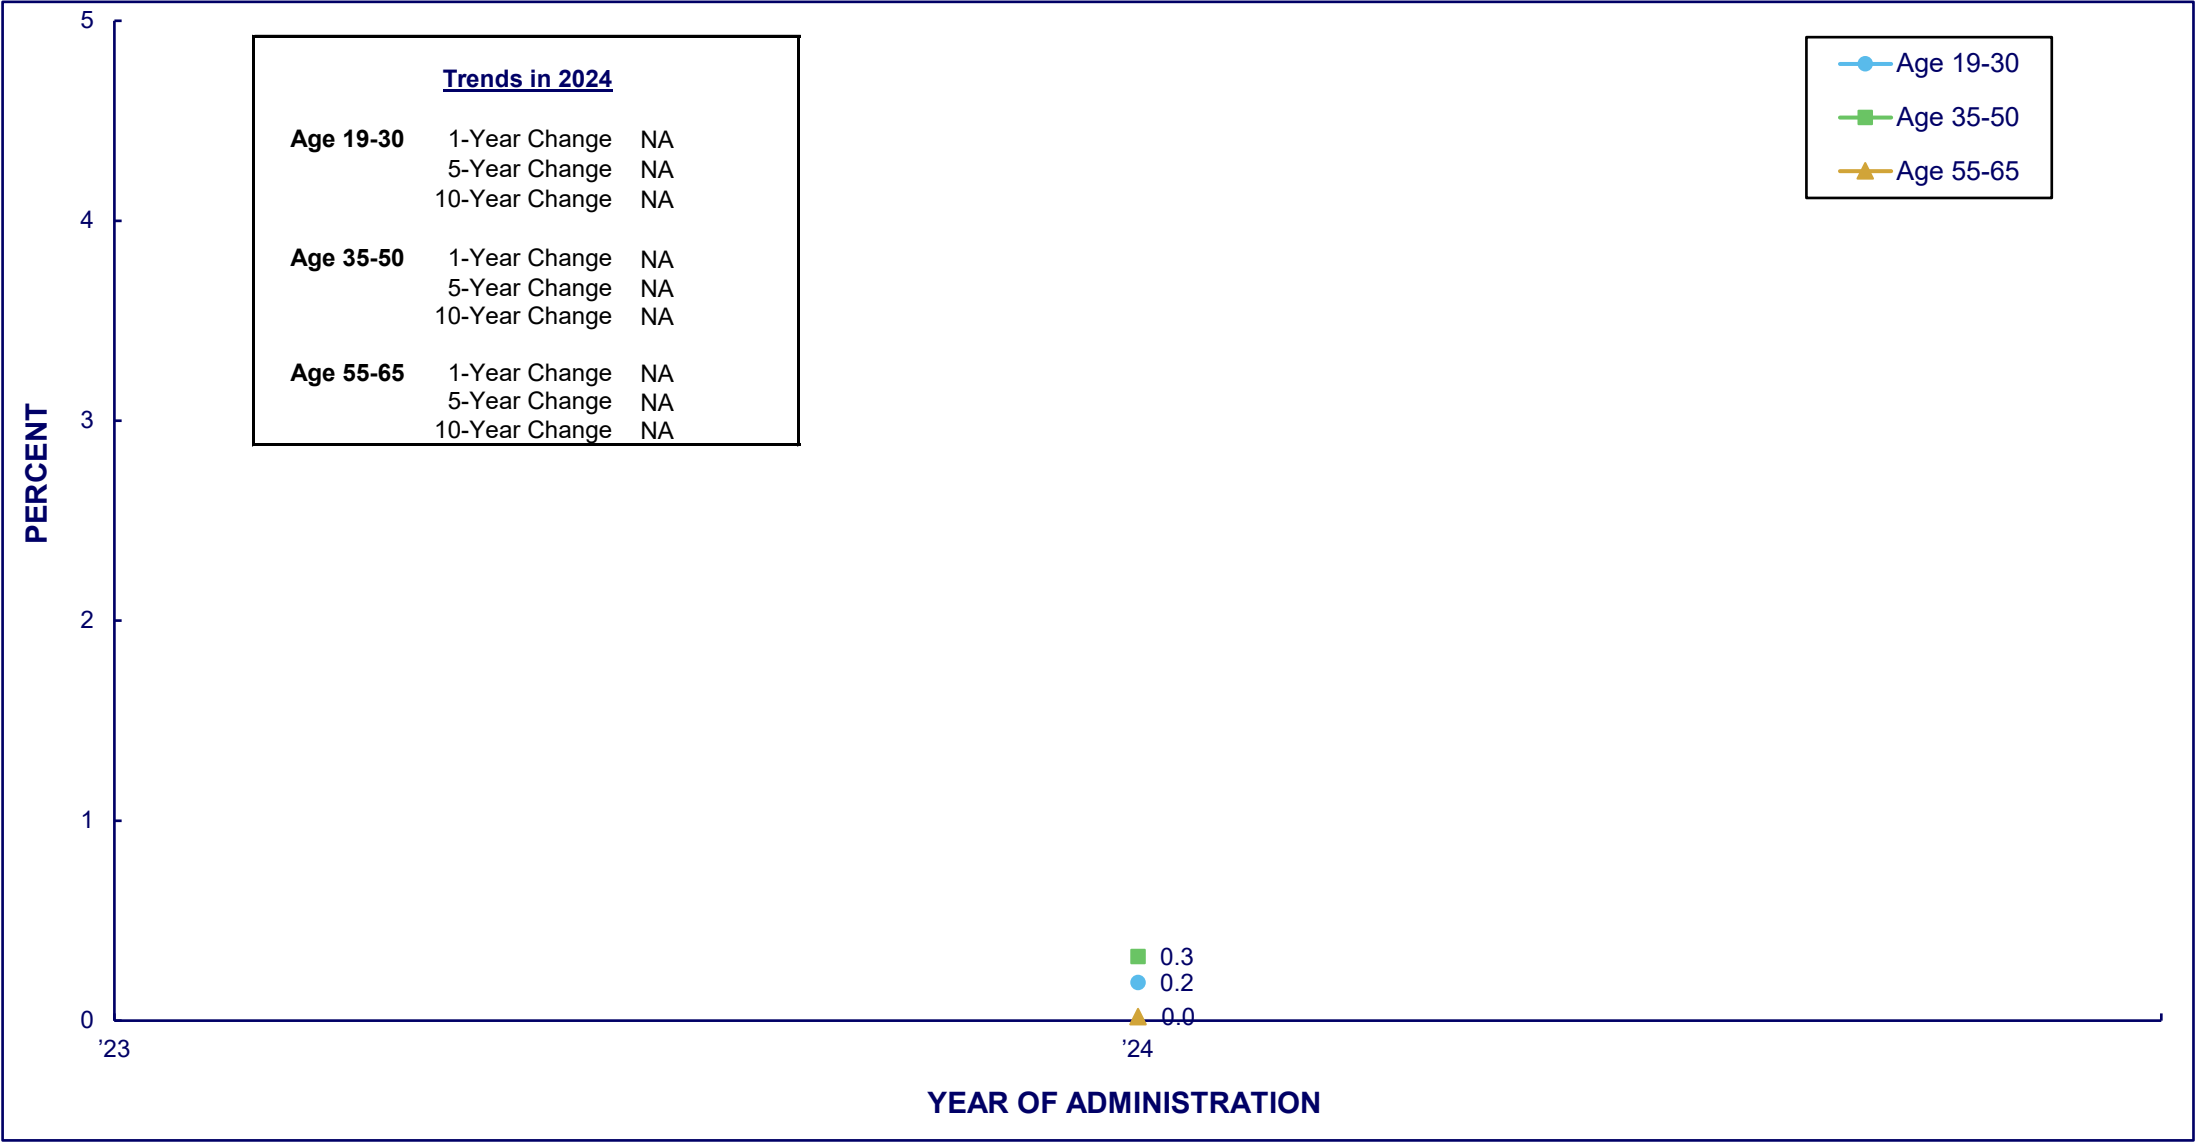 5
4
3
2
1
0
PERCENT
Trends in 2024
Age 19-30 1-Year Change NA
5-Year Change NA
10-Year Change NA
Age 35-50 1-Year Change NA
5-Year Change NA
10-Year Change NA
Age 55-65 1-Year Change NA
5-Year Change NA
10-Year Change NA
Age 19-30
Age 35-50
Age 55-65
0.3
0.2
0.0
’23 ’24
YEAR OF ADMINISTRATION